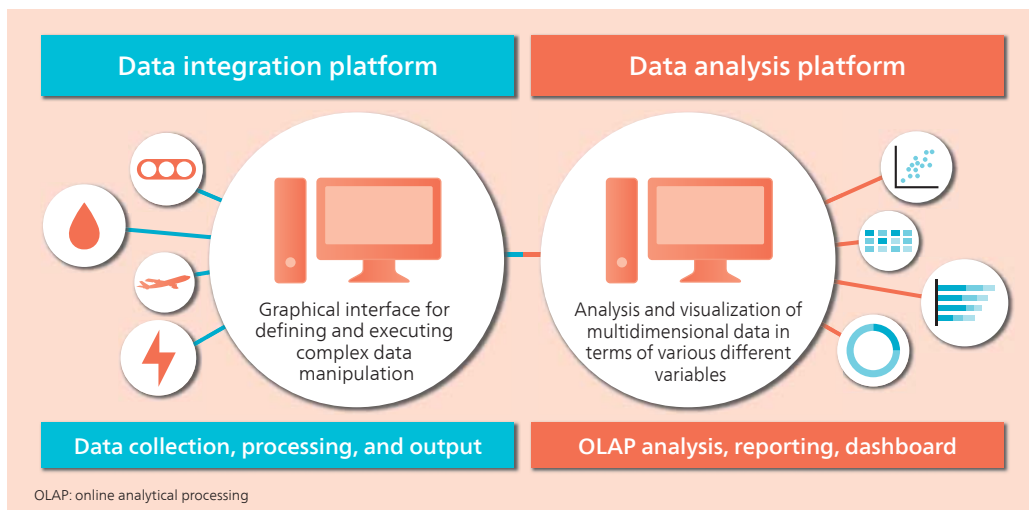 Data integration platform
Data analysis platform
Graphical interface for
defining and executing
complex data
manipulation
Analysis and visualization of
multidimensional data in
terms of various different
variables
Data collection, processing, and output
OLAP analysis, reporting, dashboard
OLAP: online analytical processing